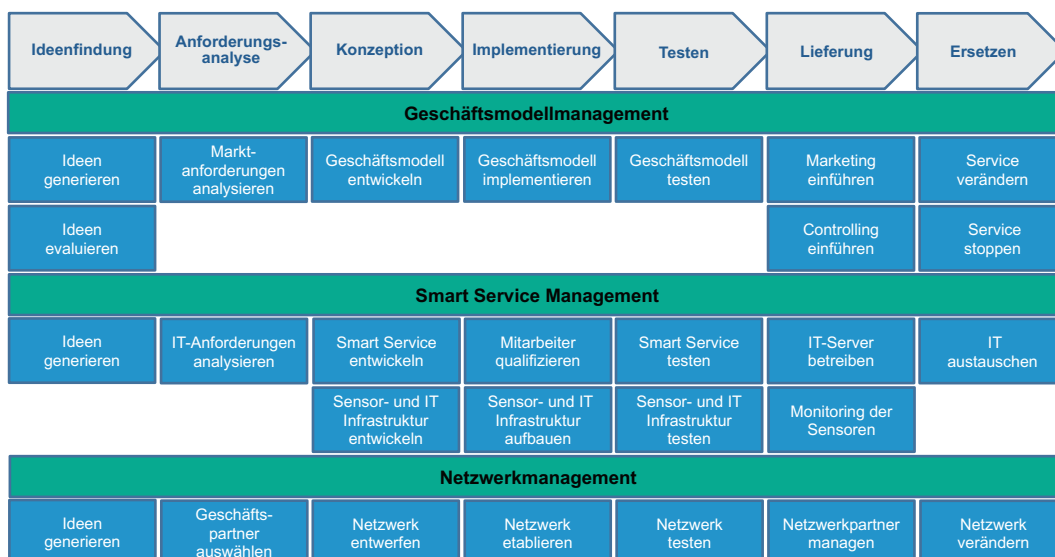 Ideenfindung
Anforderungs-
analyse
Konzeption
Implementierung
Testen
Lieferung
Ersetzen
Geschäftsmodellmanagement
Ideen
generieren
Markt-
anforderungen
analysieren
Geschäftsmodell
entwickeln
Geschäftsmodell
implementieren
Geschäftsmodell
testen
Marketing
einführen
Service
verändern
Ideen
evaluieren
Controlling
einführen
Service
stoppen
Smart Service Management
Ideen
generieren
IT-Anforderungen
analysieren
Smart Service
entwickeln
Mitarbeiter
qualifizieren
Smart Service
testen
IT-Server
betreiben
IT
austauschen
Sensor- und IT
Infrastruktur
entwickeln
Sensor- und IT
Infrastruktur
aufbauen
Sensor- und IT
Infrastruktur
testen
Monitoring der
Sensoren
Netzwerkmanagement
Ideen
generieren
Geschäfts-
partner
auswählen
Netzwerk
entwerfen
Netzwerk
etablieren
Netzwerk
testen
Netzwerkpartner
managen
Netzwerk
verändern